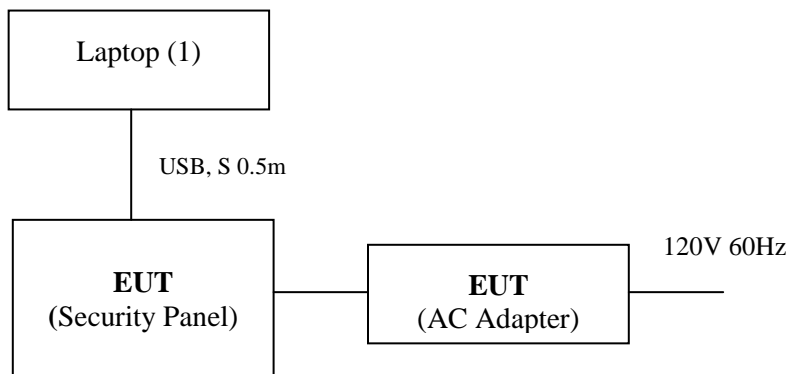 Laptop (1)
USB, S 0.5m
120V 60Hz
EUT
(Security Panel)
EUT
(AC Adapter)